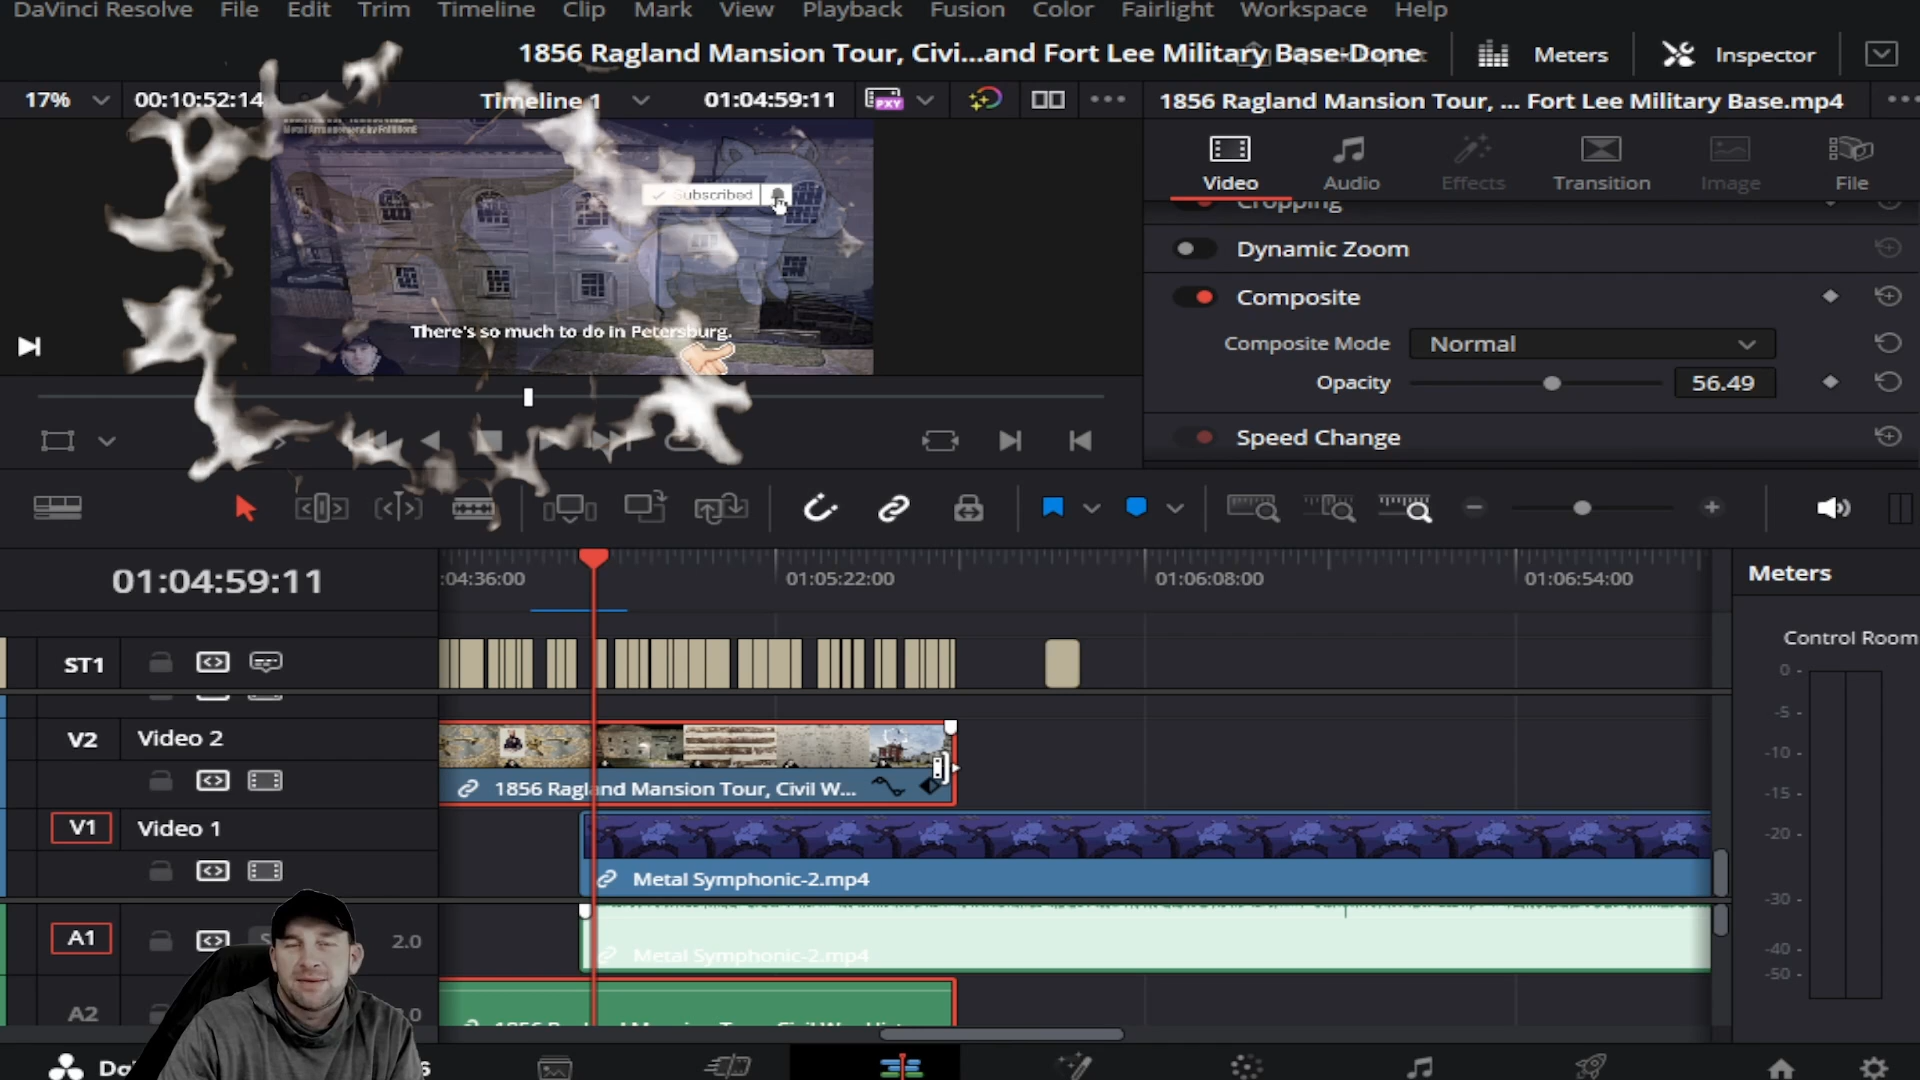 DaVinci Resolve File Edit Trim Timeline Clip Mark View Playback Fusion Color Fairlight Workspace Help
1856 Ragland Mansion Tour, Civi...and Fort Lee Military Base-Done
Meters
Inspector
17%
00:10:52:14
Timeline 1
01:04:59:11
PXY
1856 Ragland Mansion Tour, ... Fort Lee Military Base.mp4
Video
Audio
Effects
Transition
Image
File
Subscribed
There's so much to do in Petersburg.
Cropping
Dynamic Zoom
Composite
Composite Mode
Normal
Opacity
56.49
Speed Change
01:04:59:11
:04:36:00
01:05:22:00
01:06:08:00
01:06:54:00
Meters
Control Room
ST1
V2
Video 2
1856 Ragland Mansion Tour, Civil W...
V1
Video 1
Metal Symphonic-2.mp4
A1
2.0
Metal Symphonic-2.mp4
A2
0
-5
-10
-15
-20
-30
-40
-50